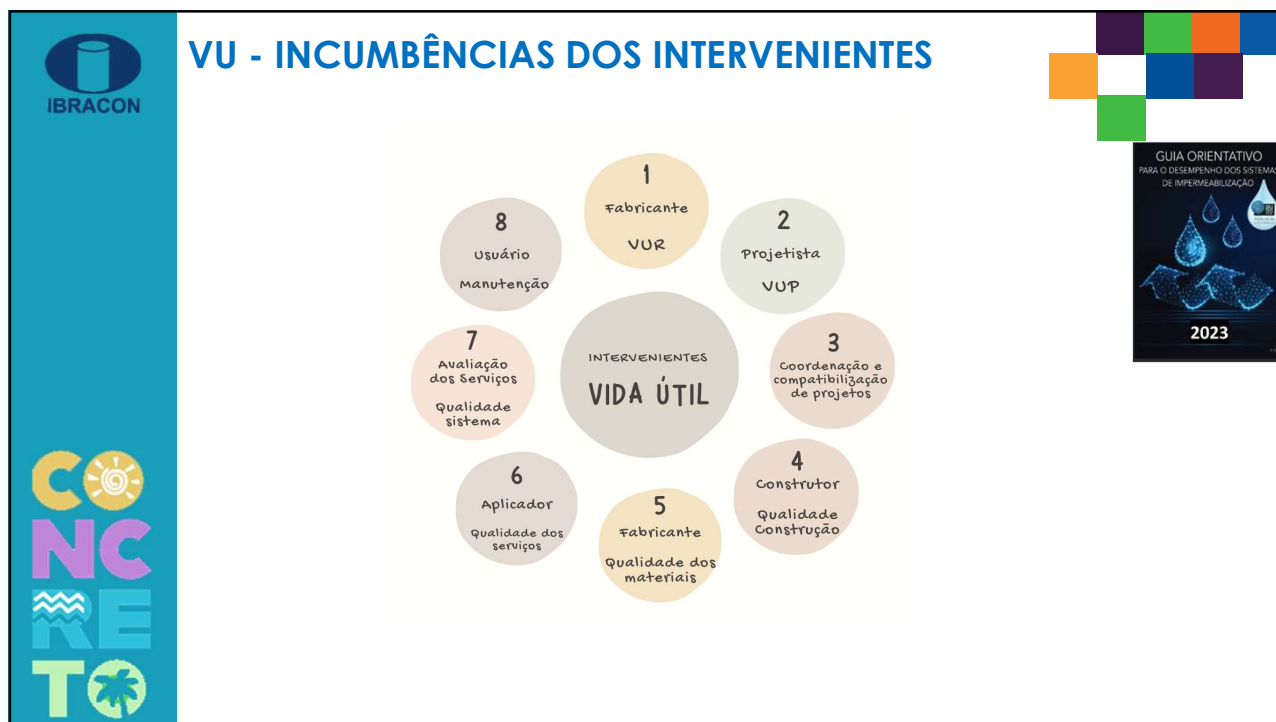 VU - INCUMBÊNCIAS DOS INTERVENIENTES
IBRACON
GUIA ORIENTATIVO
PARA O DESEMPENHO DOS SISTEMAS
DE IMPERMEABILIZAÇÃO
2023
1
Fabricante
VUR
2
Projetista
VUP
3
Coordenação e
compatibilização
de projetos
4
Construtor
Qualidade
Construção
5
Fabricante
Qualidade dos
materiais
6
Aplicador
Qualidade dos
serviços
7
Avaliação
dos Serviços
Qualidade
sistema
8
Usuário
Manutenção
INTERVENIENTES
VIDA ÚTIL
CO
NC
RE
TO